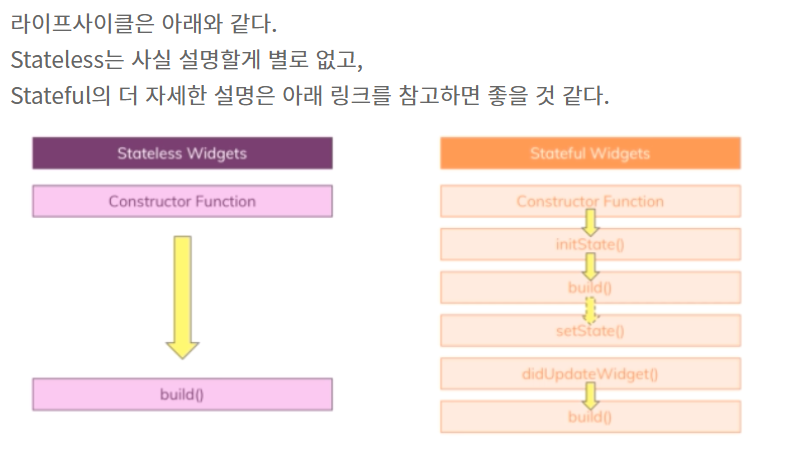 라이프사이클은 아래와 같다.
Stateless는 사실 설명할게 별로 없고,
Stateful의 더 자세한 설명은 아래 링크를 참고하면 좋을 것 같다.
Stateless Widgets
Constructor Function
build()
Stateful Widgets
Constructor Function
initState()
build()
setState()
didUpdateWidget()
build()